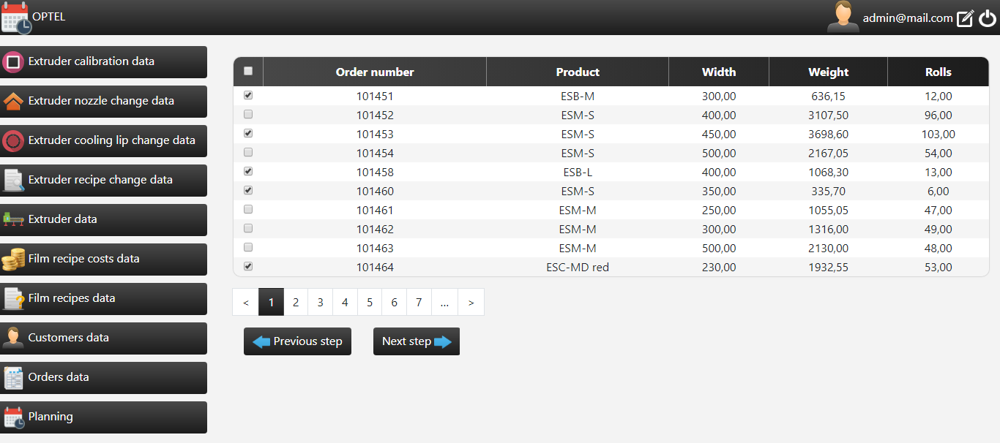 OPTEL
admin@mail.com
Extruder calibration data
Extruder nozzle change data
Extruder cooling lip change data
Extruder recipe change data
Extruder data
Film recipe costs data
Film recipes data
Customers data
Orders data
Planning
Order number Product Width Weight Rolls
101451 ESB-M 300,00 636,15 12,00
101452 ESM-S 400,00 3107,50 96,00
101453 ESM-S 450,00 3698,60 103,00
101454 ESM-S 500,00 2167,05 54,00
101458 ESB-L 400,00 1068,30 13,00
101460 ESM-S 350,00 335,70 6,00
101461 ESM-M 250,00 1055,05 47,00
101462 ESM-M 300,00 1316,00 49,00
101463 ESM-M 500,00 2130,00 48,00
101464 ESC-MD red 230,00 1932,55 53,00
< 1 2 3 4 5 6 7 ... >
Previous step Next step